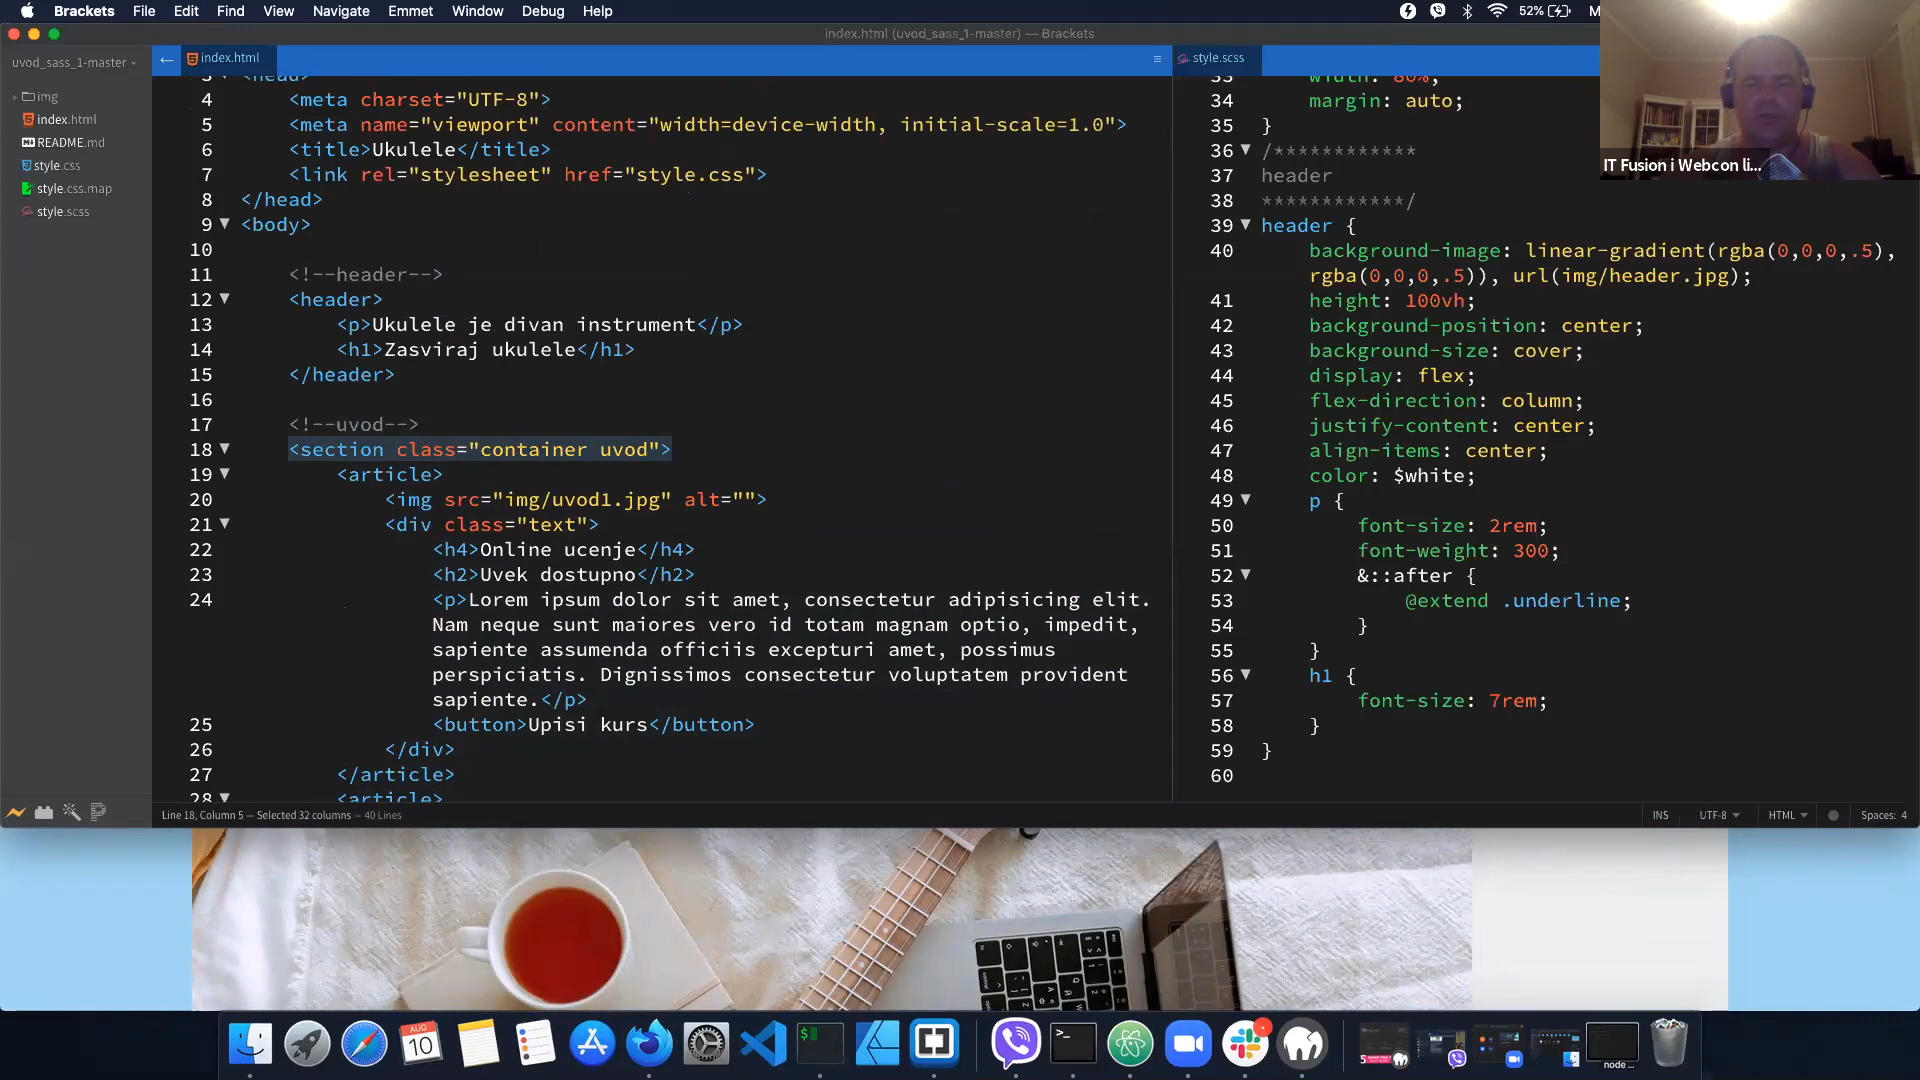 Brackets File Edit Find View Navigate Emmet Window Debug Help 52% M
index.html (uvod_sass_1-master) — Brackets
uvod_sass_1-master
img
index.html
README.md
style.css
style.css.map
style.scss
index.html
3 <head>
4 <meta charset="UTF-8">
5 <meta name="viewport" content="width=device-width, initial-scale=1.0">
6 <title>Ukulele</title>
7 <link rel="stylesheet" href="style.css">
8 </head>
9 <body>
10
11 <!--header-->
12 <header>
13 <p>Ukulele je divan instrument</p>
14 <h1>Zasviraj ukulele</h1>
15 </header>
16
17 <!--uvod-->
18 <section class="container uvod">
19 <article>
20 <img src="img/uvod1.jpg" alt="">
21 <div class="text">
22 <h4>Online ucenje</h4>
23 <h2>Uvek dostupno</h2>
24 <p>Lorem ipsum dolor sit amet, consectetur adipisicing elit.
Nam neque sunt maiores vero id totam magnam optio, impedit,
sapiente assumenda officiis excepturi amet, possimus
perspiciatis. Dignissimos consectetur voluptatem provident
sapiente.</p>
25 <button>Upisi kurs</button>
26 </div>
27 </article>
28 <article>
style.scss
33 width: 80%;
34 margin: auto;
35 }
36 /************
37 header
38 ************/
39 header {
40 background-image: linear-gradient(rgba(0,0,0,.5),
rgba(0,0,0,.5)), url(img/header.jpg);
41 height: 100vh;
42 background-position: center;
43 background-size: cover;
44 display: flex;
45 flex-direction: column;
46 justify-content: center;
47 align-items: center;
48 color: $white;
49 p {
50 font-size: 2rem;
51 font-weight: 300;
52 &::after {
53 @extend .underline;
54 }
55 }
56 h1 {
57 font-size: 7rem;
58 }
59 }
60
IT Fusion i Webcon li...
Line 18, Column 5 — Selected 32 columns — 40 Lines
INS UTF-8 HTML Spaces: 4
AUG
10
node ...